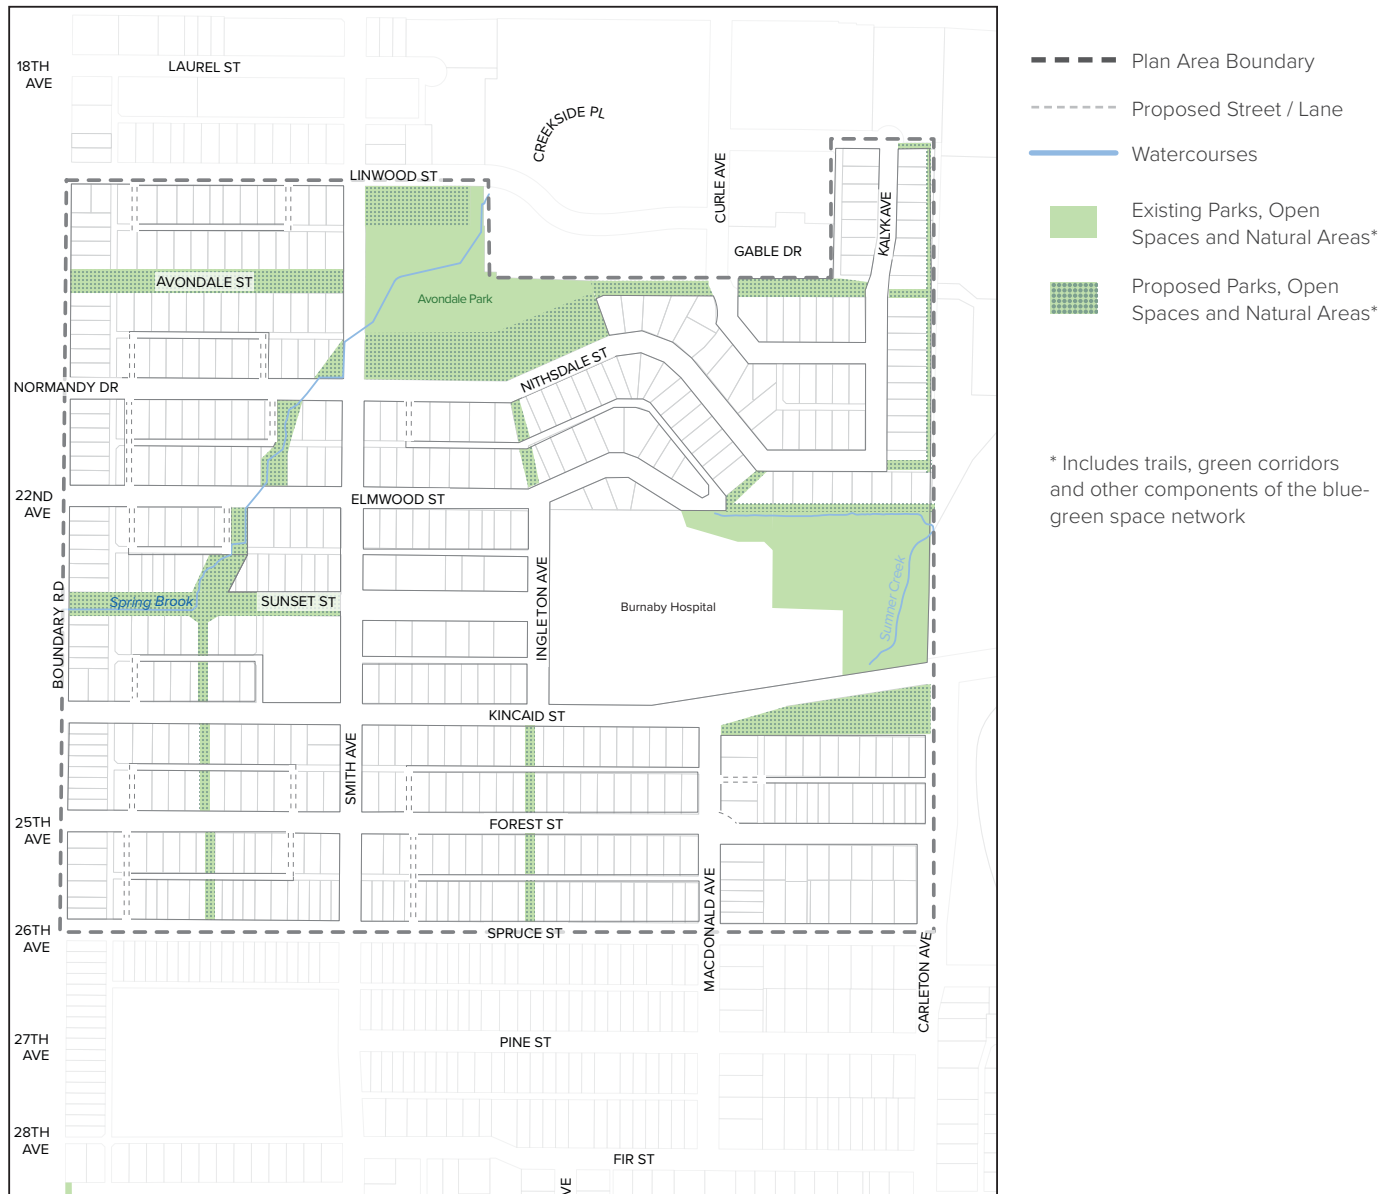 18TH
AVE
LAUREL ST
CREEKSIDE PL
CURLE AVE
LINWOOD ST
KALYK AVE
GABLE DR
AVONDALE ST
Avondale Park
NITHSDALE ST
NORMANDY DR
22ND
AVE
ELMWOOD ST
BOUNDARY RD
Spring Brook
SUNSET ST
INGLETON AVE
Burnaby Hospital
Sumner Creek
KINCAID ST
SMITH AVE
25TH
AVE
FOREST ST
MACDONALD AVE
26TH
AVE
SPRUCE ST
CARLETON AVE
27TH
AVE
PINE ST
28TH
AVE
FIR ST
VE
Plan Area Boundary
Proposed Street / Lane
Watercourses
Existing Parks, Open
Spaces and Natural Areas*
Proposed Parks, Open
Spaces and Natural Areas*
* Includes trails, green corridors
and other components of the blue-
green space network